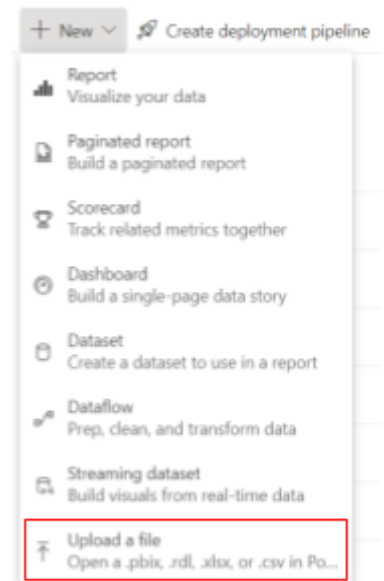 New
Create deployment pipeline
Report
Visualize your data
Paginated report
Build a paginated report
Scorecard
Track related metrics together
Dashboard
Build a single-page data story
Dataset
Create a dataset to use in a report
Dataflow
Prep, clean, and transform data
Streaming dataset
Build visuals from real-time data
Upload a file
Open a .pbix, .rdl, .xlsx, or .csv in Po...